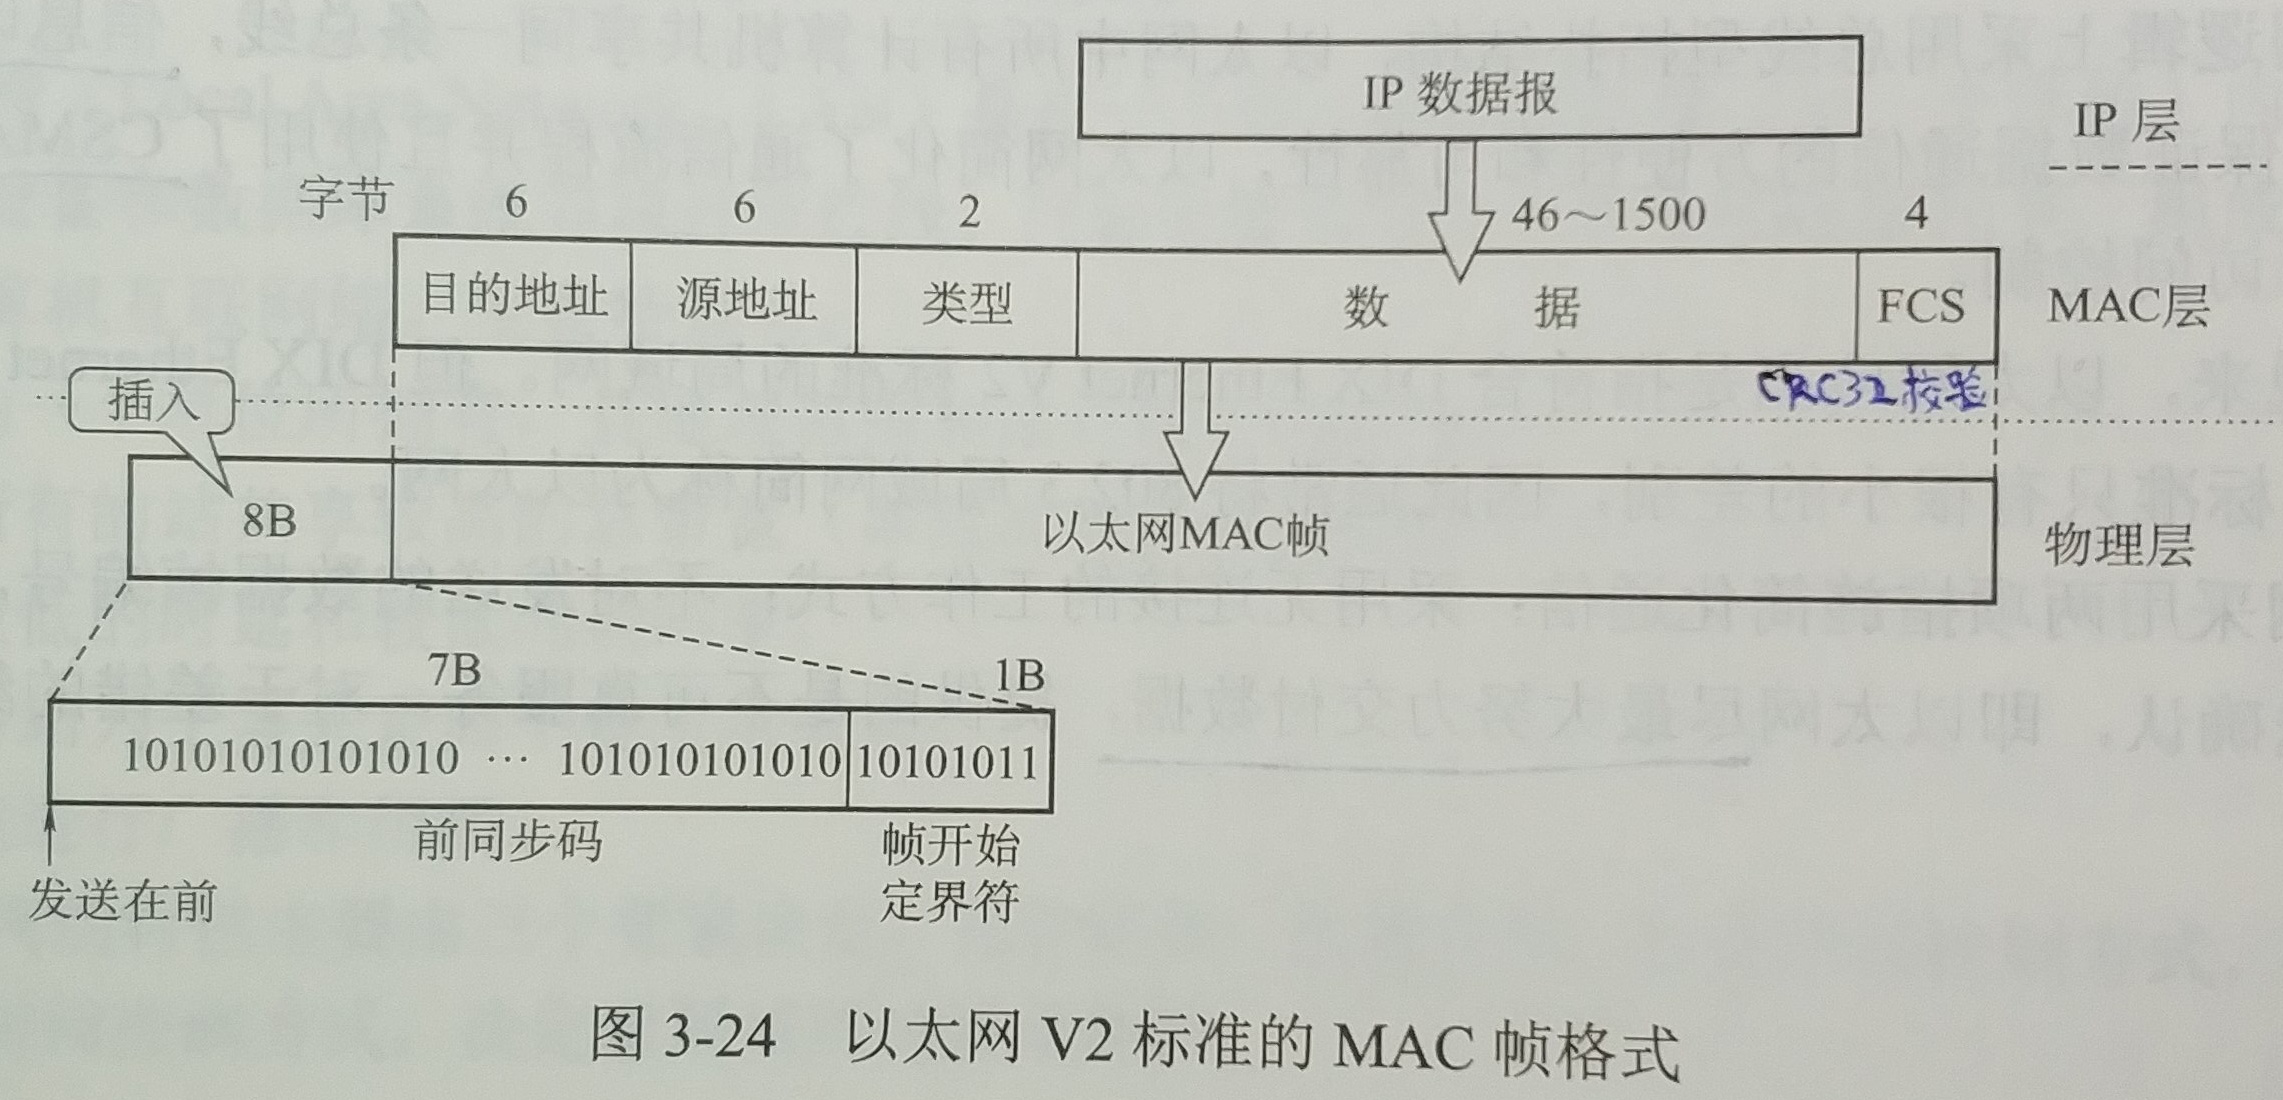 IP 数据报
IP 层
字节 6 6 2 46～1500 4
目的地址 源地址 类型 数 据 FCS MAC层
CRC32校验
插入
8B 以太网MAC帧 物理层
7B 1B
10101010101010 ··· 101010101010 10101011
前同步码 帧开始
定界符
发送在前
图 3-24 以太网 V2 标准的 MAC 帧格式